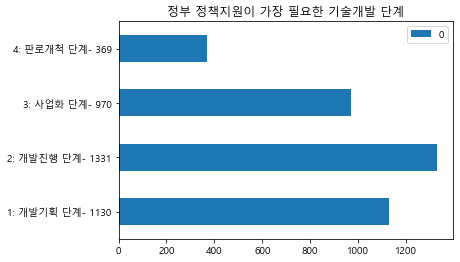 정부 정책지원이 가장 필요한 기술개발 단계
0
4: 판로개척 단계- 369
3: 사업화 단계- 970
2: 개발진행 단계- 1331
1: 개발기획 단계- 1130
0 200 400 600 800 1000 1200